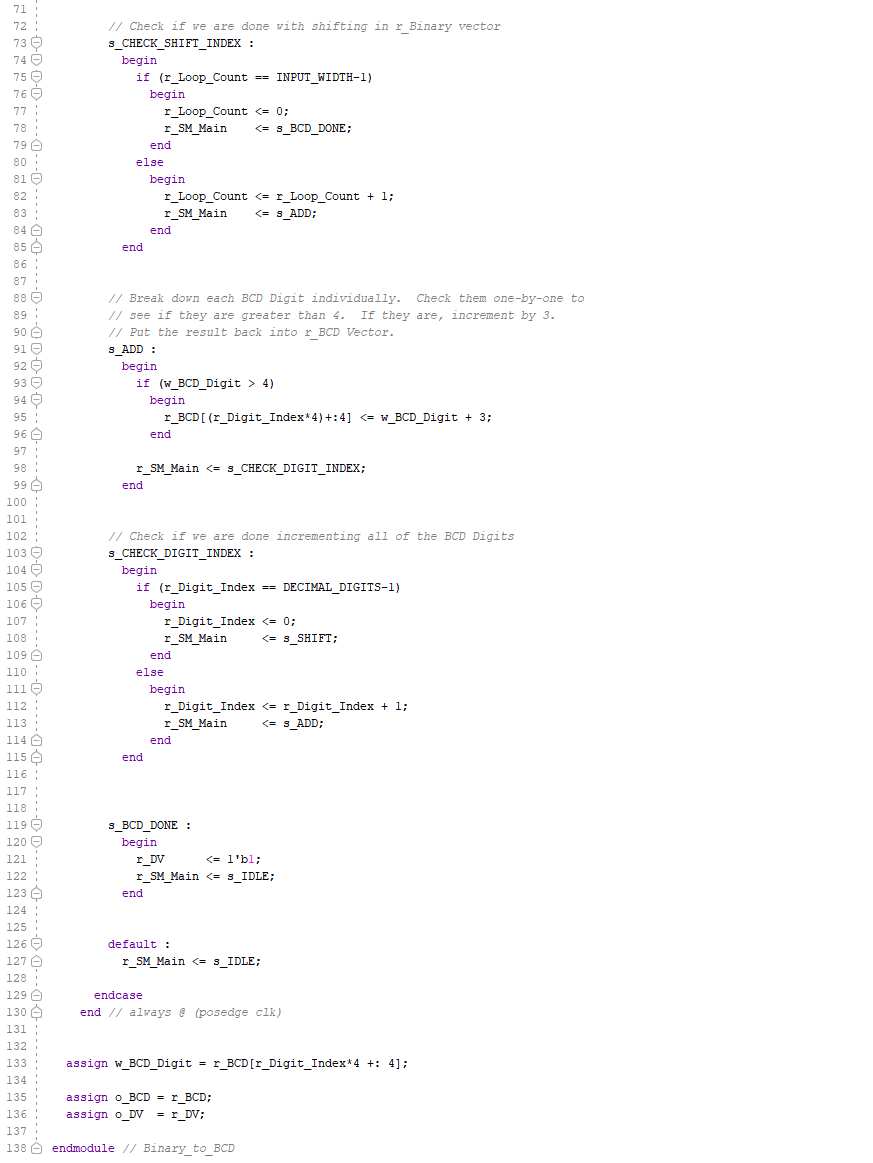 71
72 // Check if we are done with shifting in r_Binary vector
73 s_CHECK_SHIFT_INDEX :
74 begin
75 if (r_Loop_Count == INPUT_WIDTH-1)
76 begin
77 r_Loop_Count <= 0;
78 r_SM_Main    <= s_BCD_DONE;
79 end
80 else
81 begin
82 r_Loop_Count <= r_Loop_Count + 1;
83 r_SM_Main    <= s_ADD;
84 end
85 end
86
87
88 // Break down each BCD Digit individually.  Check them one-by-one to
89 // see if they are greater than 4.  If they are, increment by 3.
90 // Put the result back into r_BCD Vector.
91 s_ADD :
92 begin
93 if (w_BCD_Digit > 4)
94 begin
95 r_BCD[(r_Digit_Index*4)+:4] <= w_BCD_Digit + 3;
96 end
97
98 r_SM_Main <= s_CHECK_DIGIT_INDEX;
99 end
100
101
102 // Check if we are done incrementing all of the BCD Digits
103 s_CHECK_DIGIT_INDEX :
104 begin
105 if (r_Digit_Index == DECIMAL_DIGITS-1)
106 begin
107 r_Digit_Index <= 0;
108 r_SM_Main     <= s_SHIFT;
109 end
110 else
111 begin
112 r_Digit_Index <= r_Digit_Index + 1;
113 r_SM_Main     <= s_ADD;
114 end
115 end
116
117
118
119 s_BCD_DONE :
120 begin
121 r_DV      <= 1'b1;
122 r_SM_Main <= s_IDLE;
123 end
124
125
126 default :
127 r_SM_Main <= s_IDLE;
128
129 endcase
130 end // always @ (posedge clk)
131
132
133 assign w_BCD_Digit = r_BCD[r_Digit_Index*4 +: 4];
134
135 assign o_BCD = r_BCD;
136 assign o_DV  = r_DV;
137
138 endmodule // Binary_to_BCD